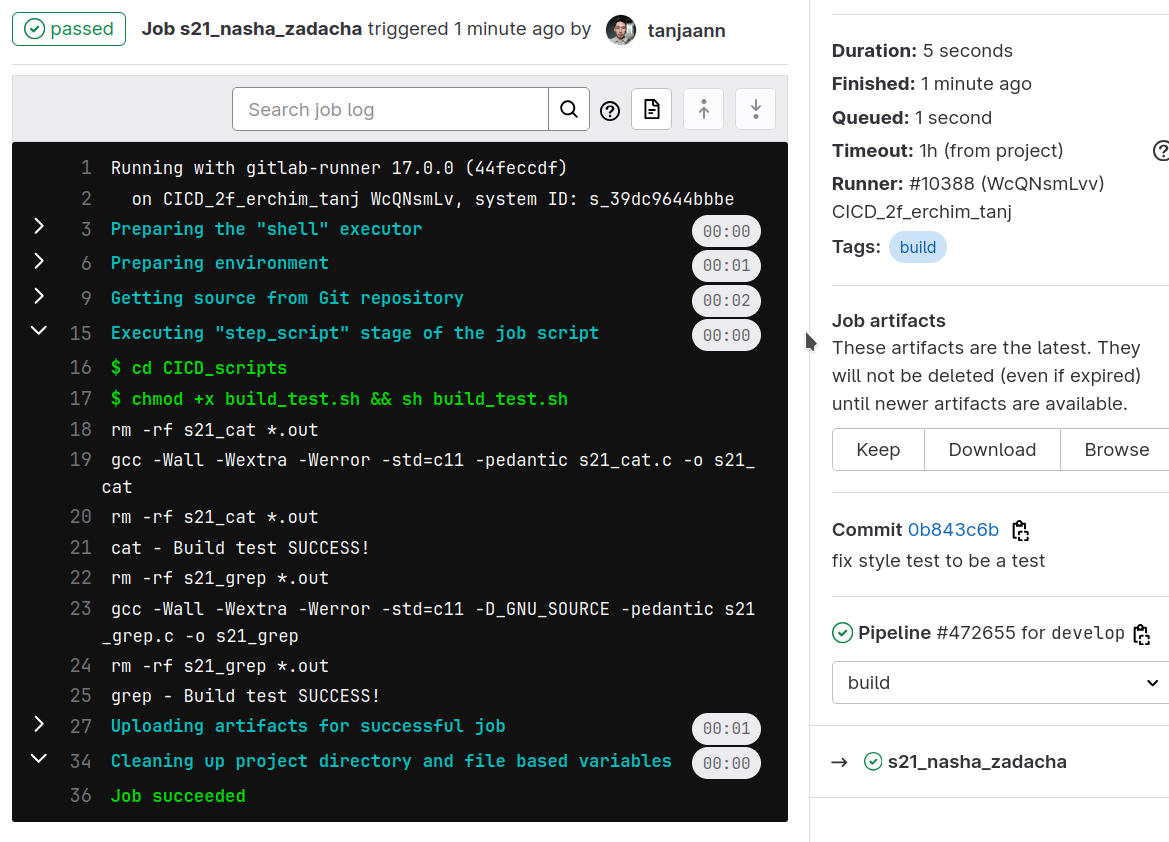 passed Job s21_nasha_zadacha triggered 1 minute ago by tanjaann
Search job log
1 Running with gitlab-runner 17.0.0 (44feccdf)
2 on CICD_2f_erchim_tanj WcQNsmLv, system ID: s_39dc9644bbbe
3 Preparing the "shell" executor 00:00
6 Preparing environment 00:01
9 Getting source from Git repository 00:02
15 Executing "step_script" stage of the job script 00:00
16 $ cd CICD_scripts
17 $ chmod +x build_test.sh && sh build_test.sh
18 rm -rf s21_cat *.out
19 gcc -Wall -Wextra -Werror -std=c11 -pedantic s21_cat.c -o s21_
cat
20 rm -rf s21_cat *.out
21 cat - Build test SUCCESS!
22 rm -rf s21_grep *.out
23 gcc -Wall -Wextra -Werror -std=c11 -D_GNU_SOURCE -pedantic s21
_grep.c -o s21_grep
24 rm -rf s21_grep *.out
25 grep - Build test SUCCESS!
27 Uploading artifacts for successful job 00:01
34 Cleaning up project directory and file based variables 00:00
36 Job succeeded
Duration: 5 seconds
Finished: 1 minute ago
Queued: 1 second
Timeout: 1h (from project)
Runner: #10388 (WcQNsmLvv)
CICD_2f_erchim_tanj
Tags: build
Job artifacts
These artifacts are the latest. They
will not be deleted (even if expired)
until newer artifacts are available.
Keep Download Browse
Commit 0b843c6b
fix style test to be a test
Pipeline #472655 for develop
build
→ s21_nasha_zadacha